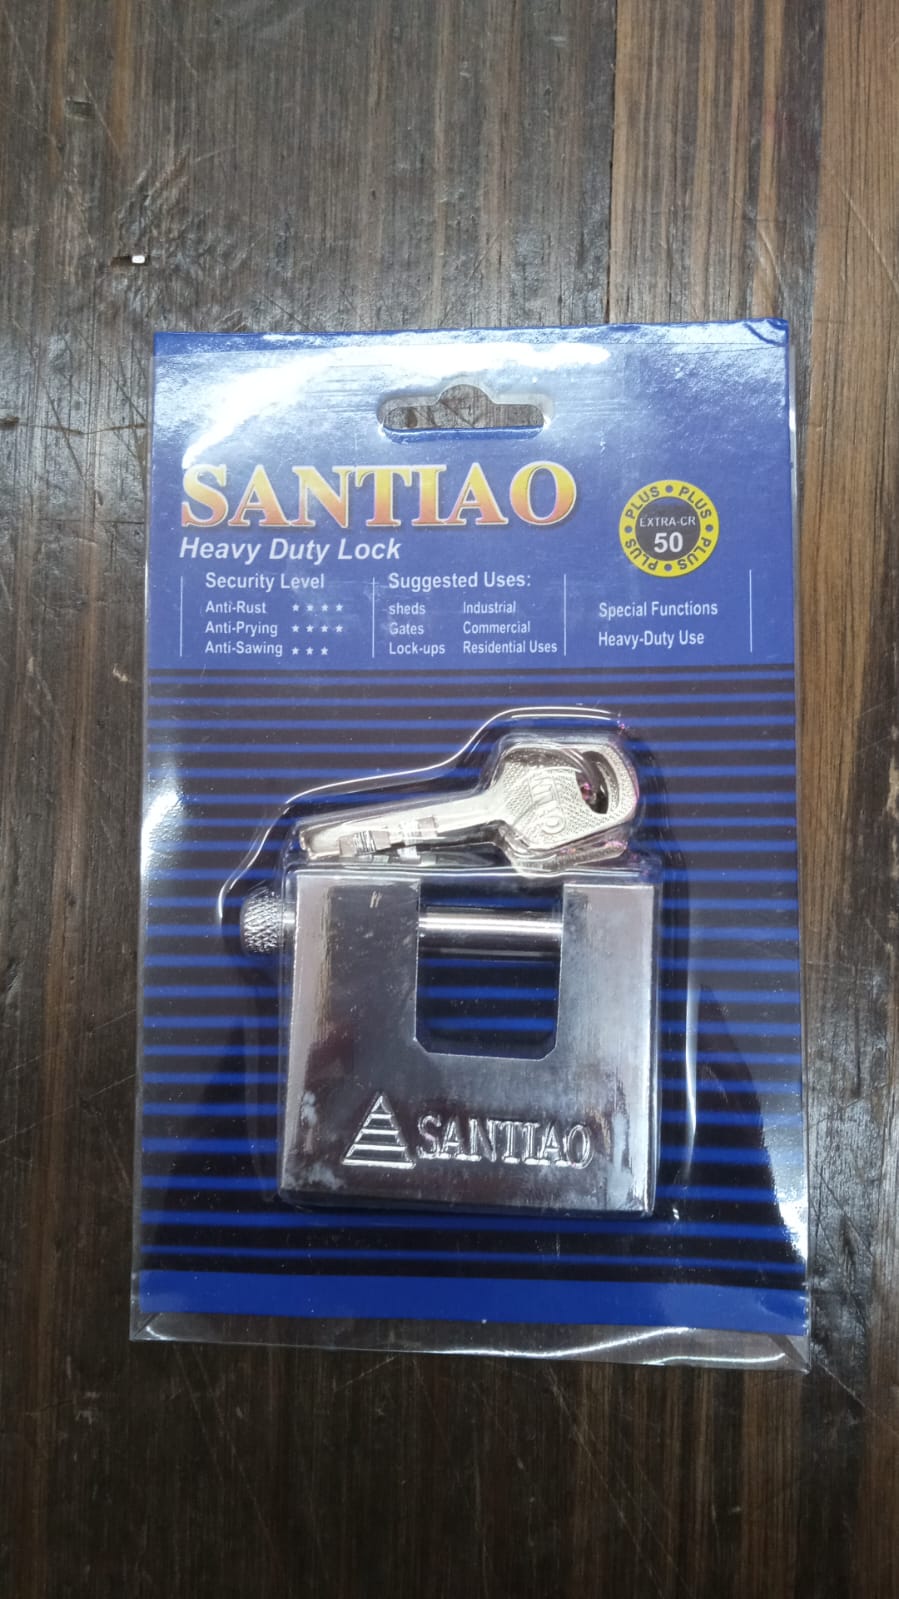 SANTIAO
Heavy Duty Lock
PLUS • PLUS • PLUS • PLUS • PLUS •
EXTRA-CR
50
Security Level
Anti-Rust ★ ★ ★ ★
Anti-Prying ★ ★ ★ ★
Anti-Sawing ★ ★ ★
Suggested Uses:
sheds Industrial
Gates Commercial
Lock-ups Residential Uses
Special Functions
Heavy-Duty Use
SANTIAO